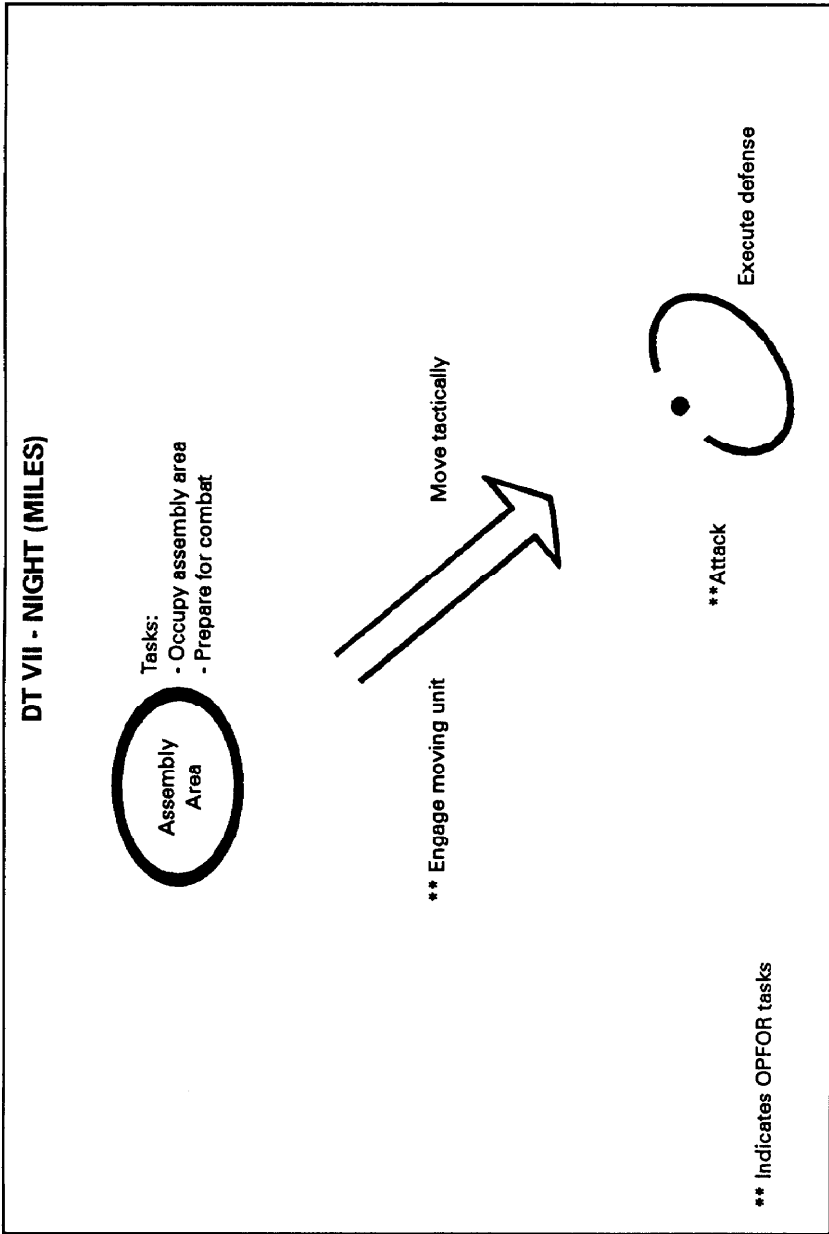 DT VII - NIGHT (MILES)
Assembly
Area
Tasks:
- Occupy assembly area
- Prepare for combat
** Engage moving unit
Move tactically
**Attack
Execute defense
** Indicates OPFOR tasks